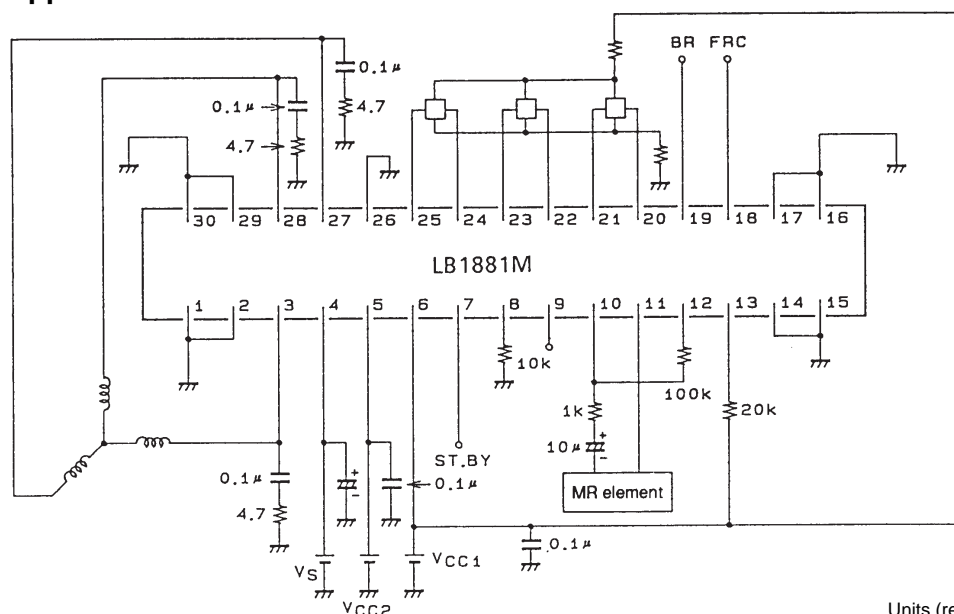 BR FRC
0.1μ
0.1μ
4.7
4.7
30 29 28 27 26 25 24 23 22 21 20 19 18 17 16
LB1881M
1 2 3 4 5 6 7 8 9 10 11 12 13 14 15
10k
100k
1k
20k
10μ
+
-
ST.BY
0.1μ
+
-
0.1μ
MR element
4.7
0.1μ
VS
VCC2
VCC1
Units (re